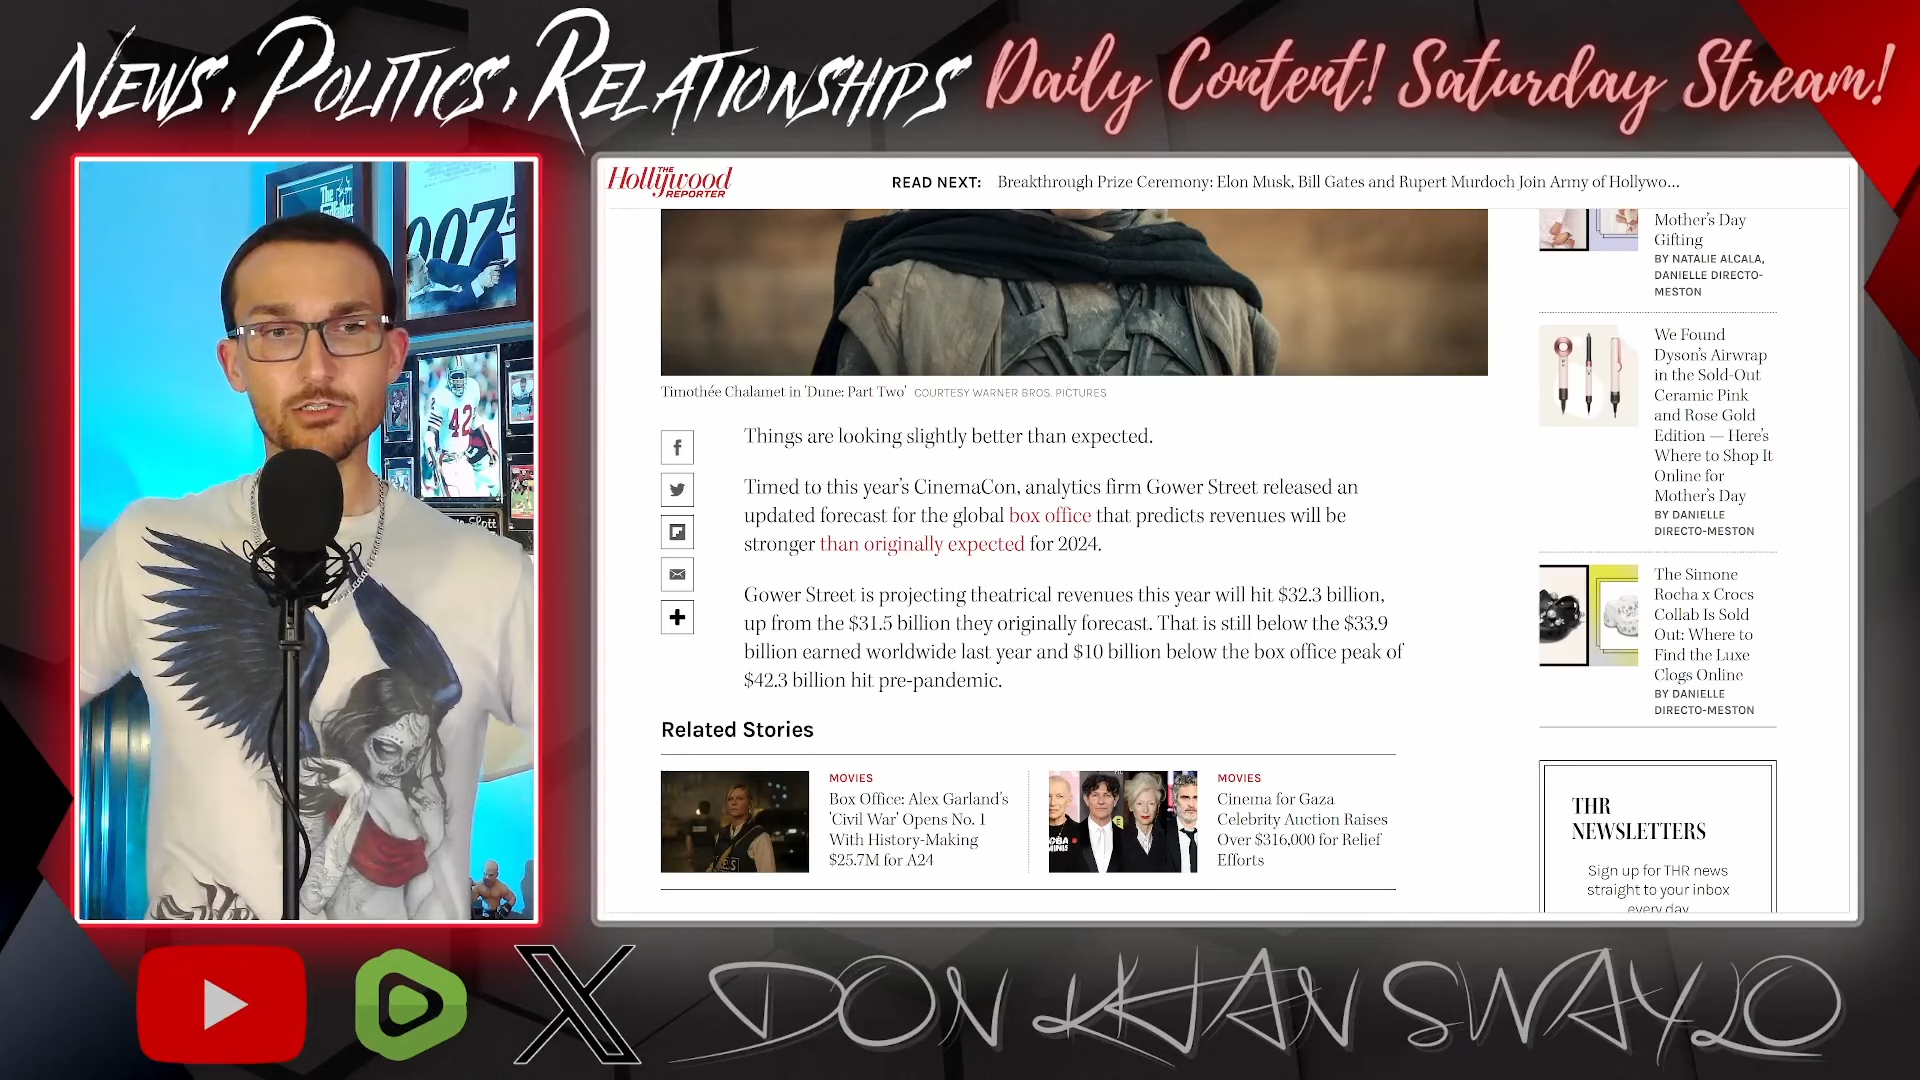 NEWS, POLITICS, RELATIONSHIPS
Daily Content! Saturday Stream!
The
Godfather
007
42
THE
Hollywood
REPORTER
READ NEXT: Breakthrough Prize Ceremony: Elon Musk, Bill Gates and Rupert Murdoch Join Army of Hollywo...
Timothée Chalamet in 'Dune: Part Two' COURTESY WARNER BROS. PICTURES
Things are looking slightly better than expected.
Timed to this year's CinemaCon, analytics firm Gower Street released an
updated forecast for the global box office that predicts revenues will be
stronger than originally expected for 2024.
Gower Street is projecting theatrical revenues this year will hit $32.3 billion,
up from the $31.5 billion they originally forecast. That is still below the $33.9
billion earned worldwide last year and $10 billion below the box office peak of
$42.3 billion hit pre-pandemic.
Related Stories
MOVIES
Box Office: Alex Garland's
'Civil War' Opens No. 1
With History-Making
$25.7M for A24
MOVIES
Cinema for Gaza
Celebrity Auction Raises
Over $316,000 for Relief
Efforts
Mother's Day
Gifting
BY NATALIE ALCALA,
DANIELLE DIRECTO-
MESTON
We Found
Dyson's Airwrap
in the Sold-Out
Ceramic Pink
and Rose Gold
Edition — Here's
Where to Shop It
Online for
Mother's Day
BY DANIELLE
DIRECTO-MESTON
The Simone
Rocha x Crocs
Collab Is Sold
Out: Where to
Find the Luxe
Clogs Online
BY DANIELLE
DIRECTO-MESTON
THR
NEWSLETTERS
Sign up for THR news
straight to your inbox
every day
DON KHAN SWAYLO